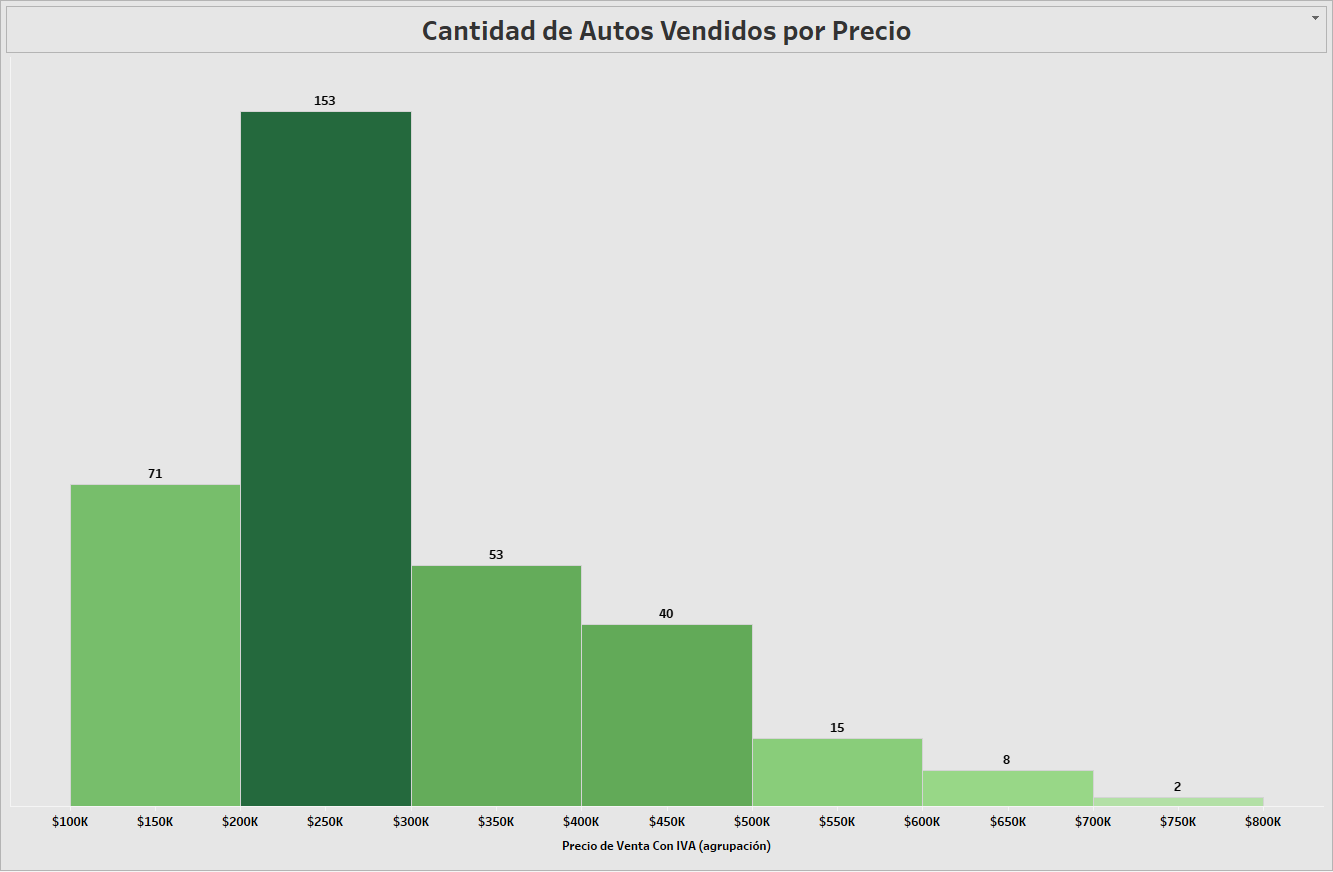 Cantidad de Autos Vendidos por Precio
153
71
53
40
15
8
2
$100K $150K $200K $250K $300K $350K $400K $450K $500K $550K $600K $650K $700K $750K $800K
Precio de Venta Con IVA (agrupación)